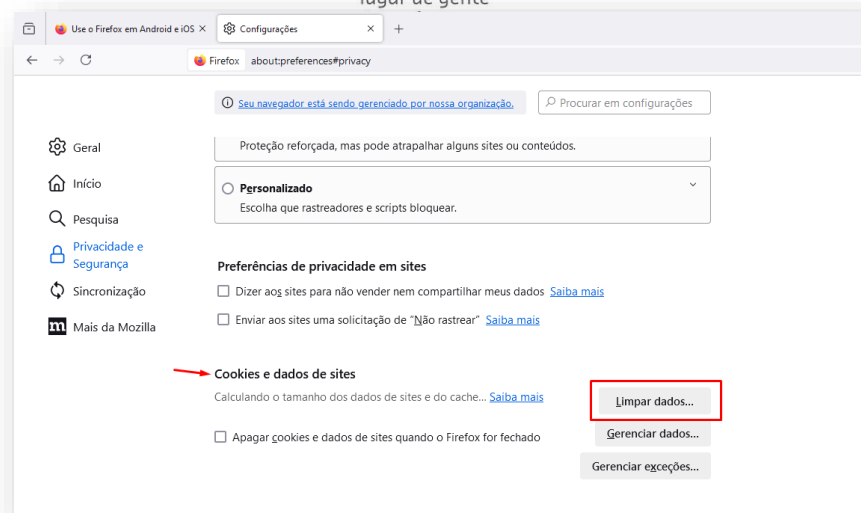 lugar de gente
Use o Firefox em Android e iOS
Configurações
Firefox about:preferences#privacy
Seu navegador está sendo gerenciado por nossa organização.
Procurar em configurações
Geral
Proteção reforçada, mas pode atrapalhar alguns sites ou conteúdos.
Início
Personalizado
Escolha que rastreadores e scripts bloquear.
Pesquisa
Privacidade e
Segurança
Sincronização
Mais da Mozilla
Preferências de privacidade em sites
Dizer aos sites para não vender nem compartilhar meus dados Saiba mais
Enviar aos sites uma solicitação de “Não rastrear” Saiba mais
Cookies e dados de sites
Calculando o tamanho dos dados de sites e do cache... Saiba mais
Limpar dados...
Apagar cookies e dados de sites quando o Firefox for fechado
Gerenciar dados...
Gerenciar exceções...